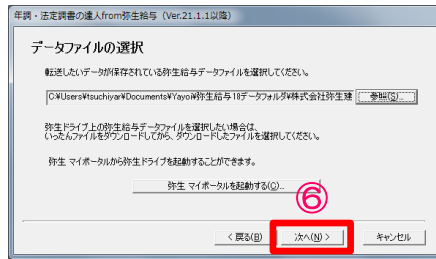 年調・法定調書の達人from弥生給与（Ver.21.1.1以降）
データファイルの選択
転送したいデータが保存されている弥生給与データファイルを選択してください。
C:¥Users¥tsuchiyar¥Documents¥Yayoi¥弥生給与18データフォルダ¥株式会社弥生建 参照(S)...
弥生ドライブ上の弥生給与データファイルを選択したい場合は、
いったんファイルをダウンロードしてから、ダウンロードしたファイルを選択してください。
弥生 マイポータルから弥生ドライブを起動することができます。
弥生 マイポータルを起動する(C)...
⑥
< 戻る(B) 次へ(N) > キャンセル